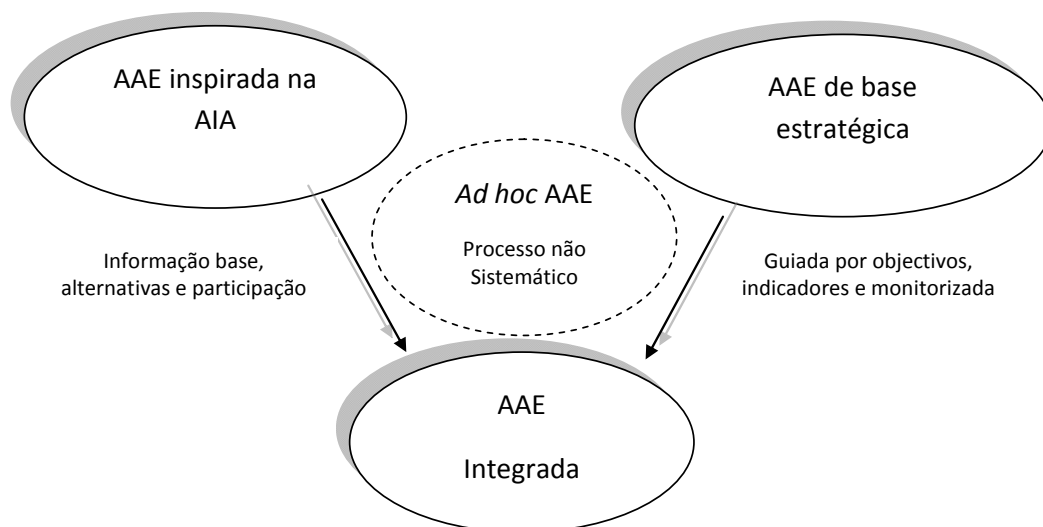 AAE inspirada na
AIA
AAE de base
estratégica
Ad hoc AAE
Processo não
Sistemático
Informação base,
alternativas e participação
Guiada por objectivos,
indicadores e monitorizada
AAE
Integrada